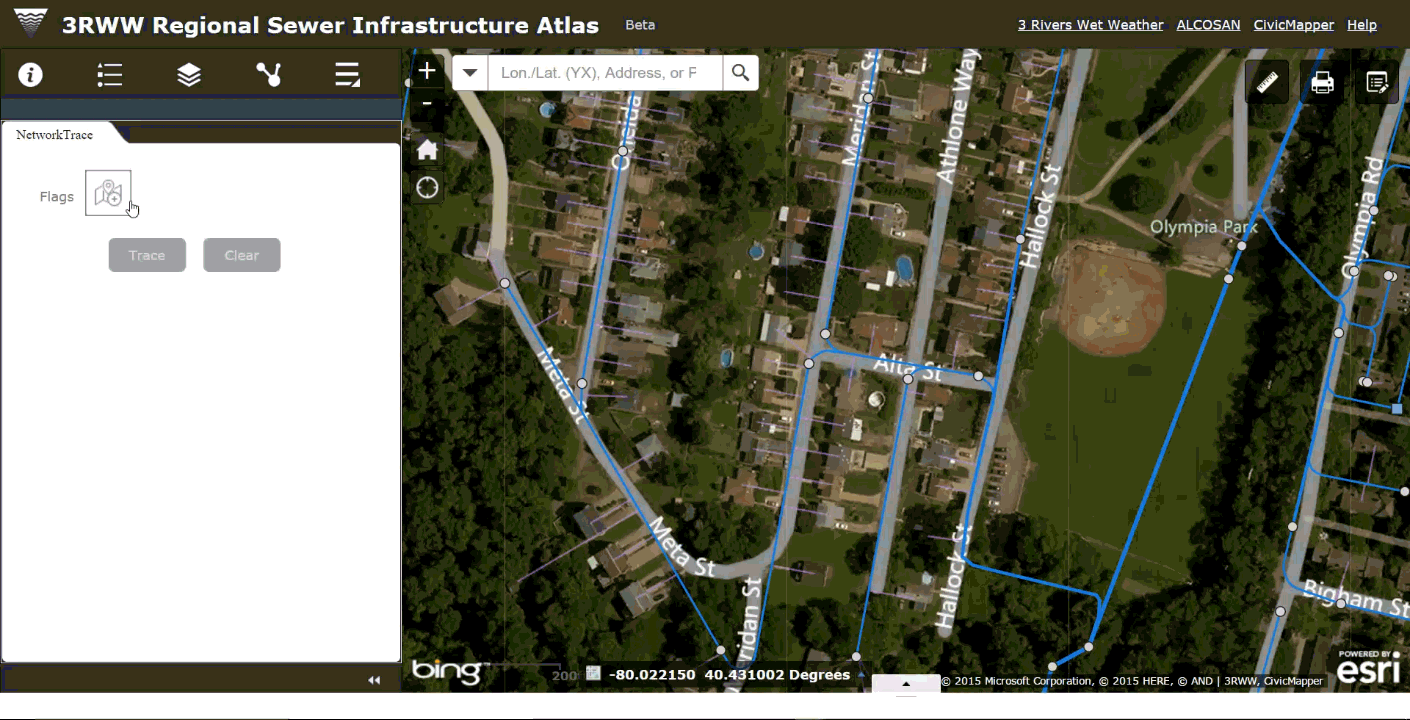 3RWW Regional Sewer Infrastructure Atlas Beta
3 Rivers Wet Weather ALCOSAN CivicMapper Help
Lon./Lat. (YX), Address, or F
NetworkTrace
Flags
Trace Clear
Meridan St
Athlone Way
Hallock St
Olympia Rd
Olympia Park
Meta St
Alta St
Meta St
Hallock St
ridan St
Bigham St
bing
200
-80.022150 40.431002 Degrees
© 2015 Microsoft Corporation, © 2015 HERE, © AND | 3RWW, CivicMapper
POWERED BY
esri